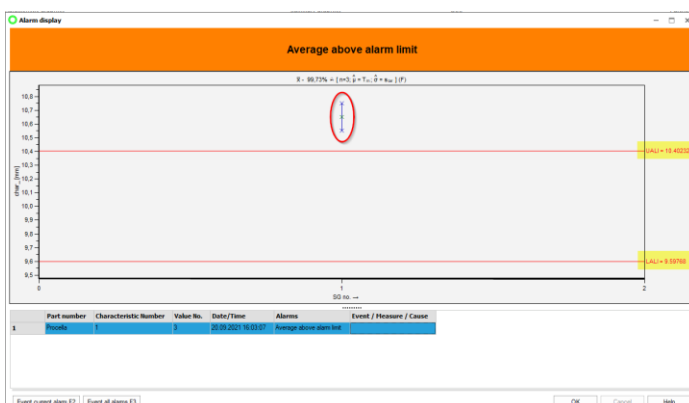 Alarm display
Average above alarm limit
10,8
10,7
10,6
10,5
10,4
10,3
10,2
10,1
10,0
9,9
9,8
9,7
9,6
9,5
char_ [mm]
UALI = 10.40232
LALI = 9.59768
0
1
2
SG no. →
Part number Characteristic Number Value No. Date/Time Alarms Event / Measure / Cause
1 Procella 1 3 20.09.2021 16:03:07 Average above alarm limit
Event current alarm F2 Event all alarms F3 OK Cancel Help